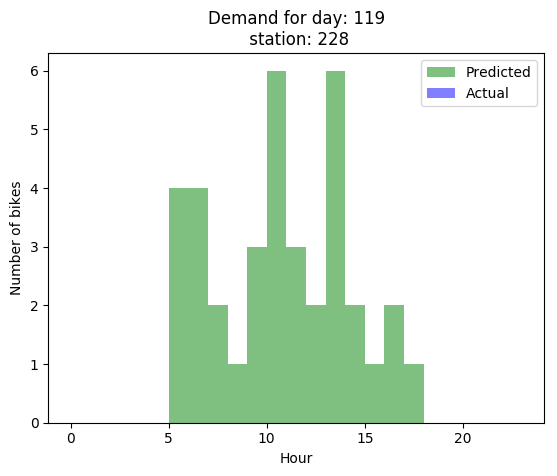 Demand for day: 119
station: 228
Predicted
Actual
Number of bikes
6
5
4
3
2
1
0
0 5 10 15 20
Hour